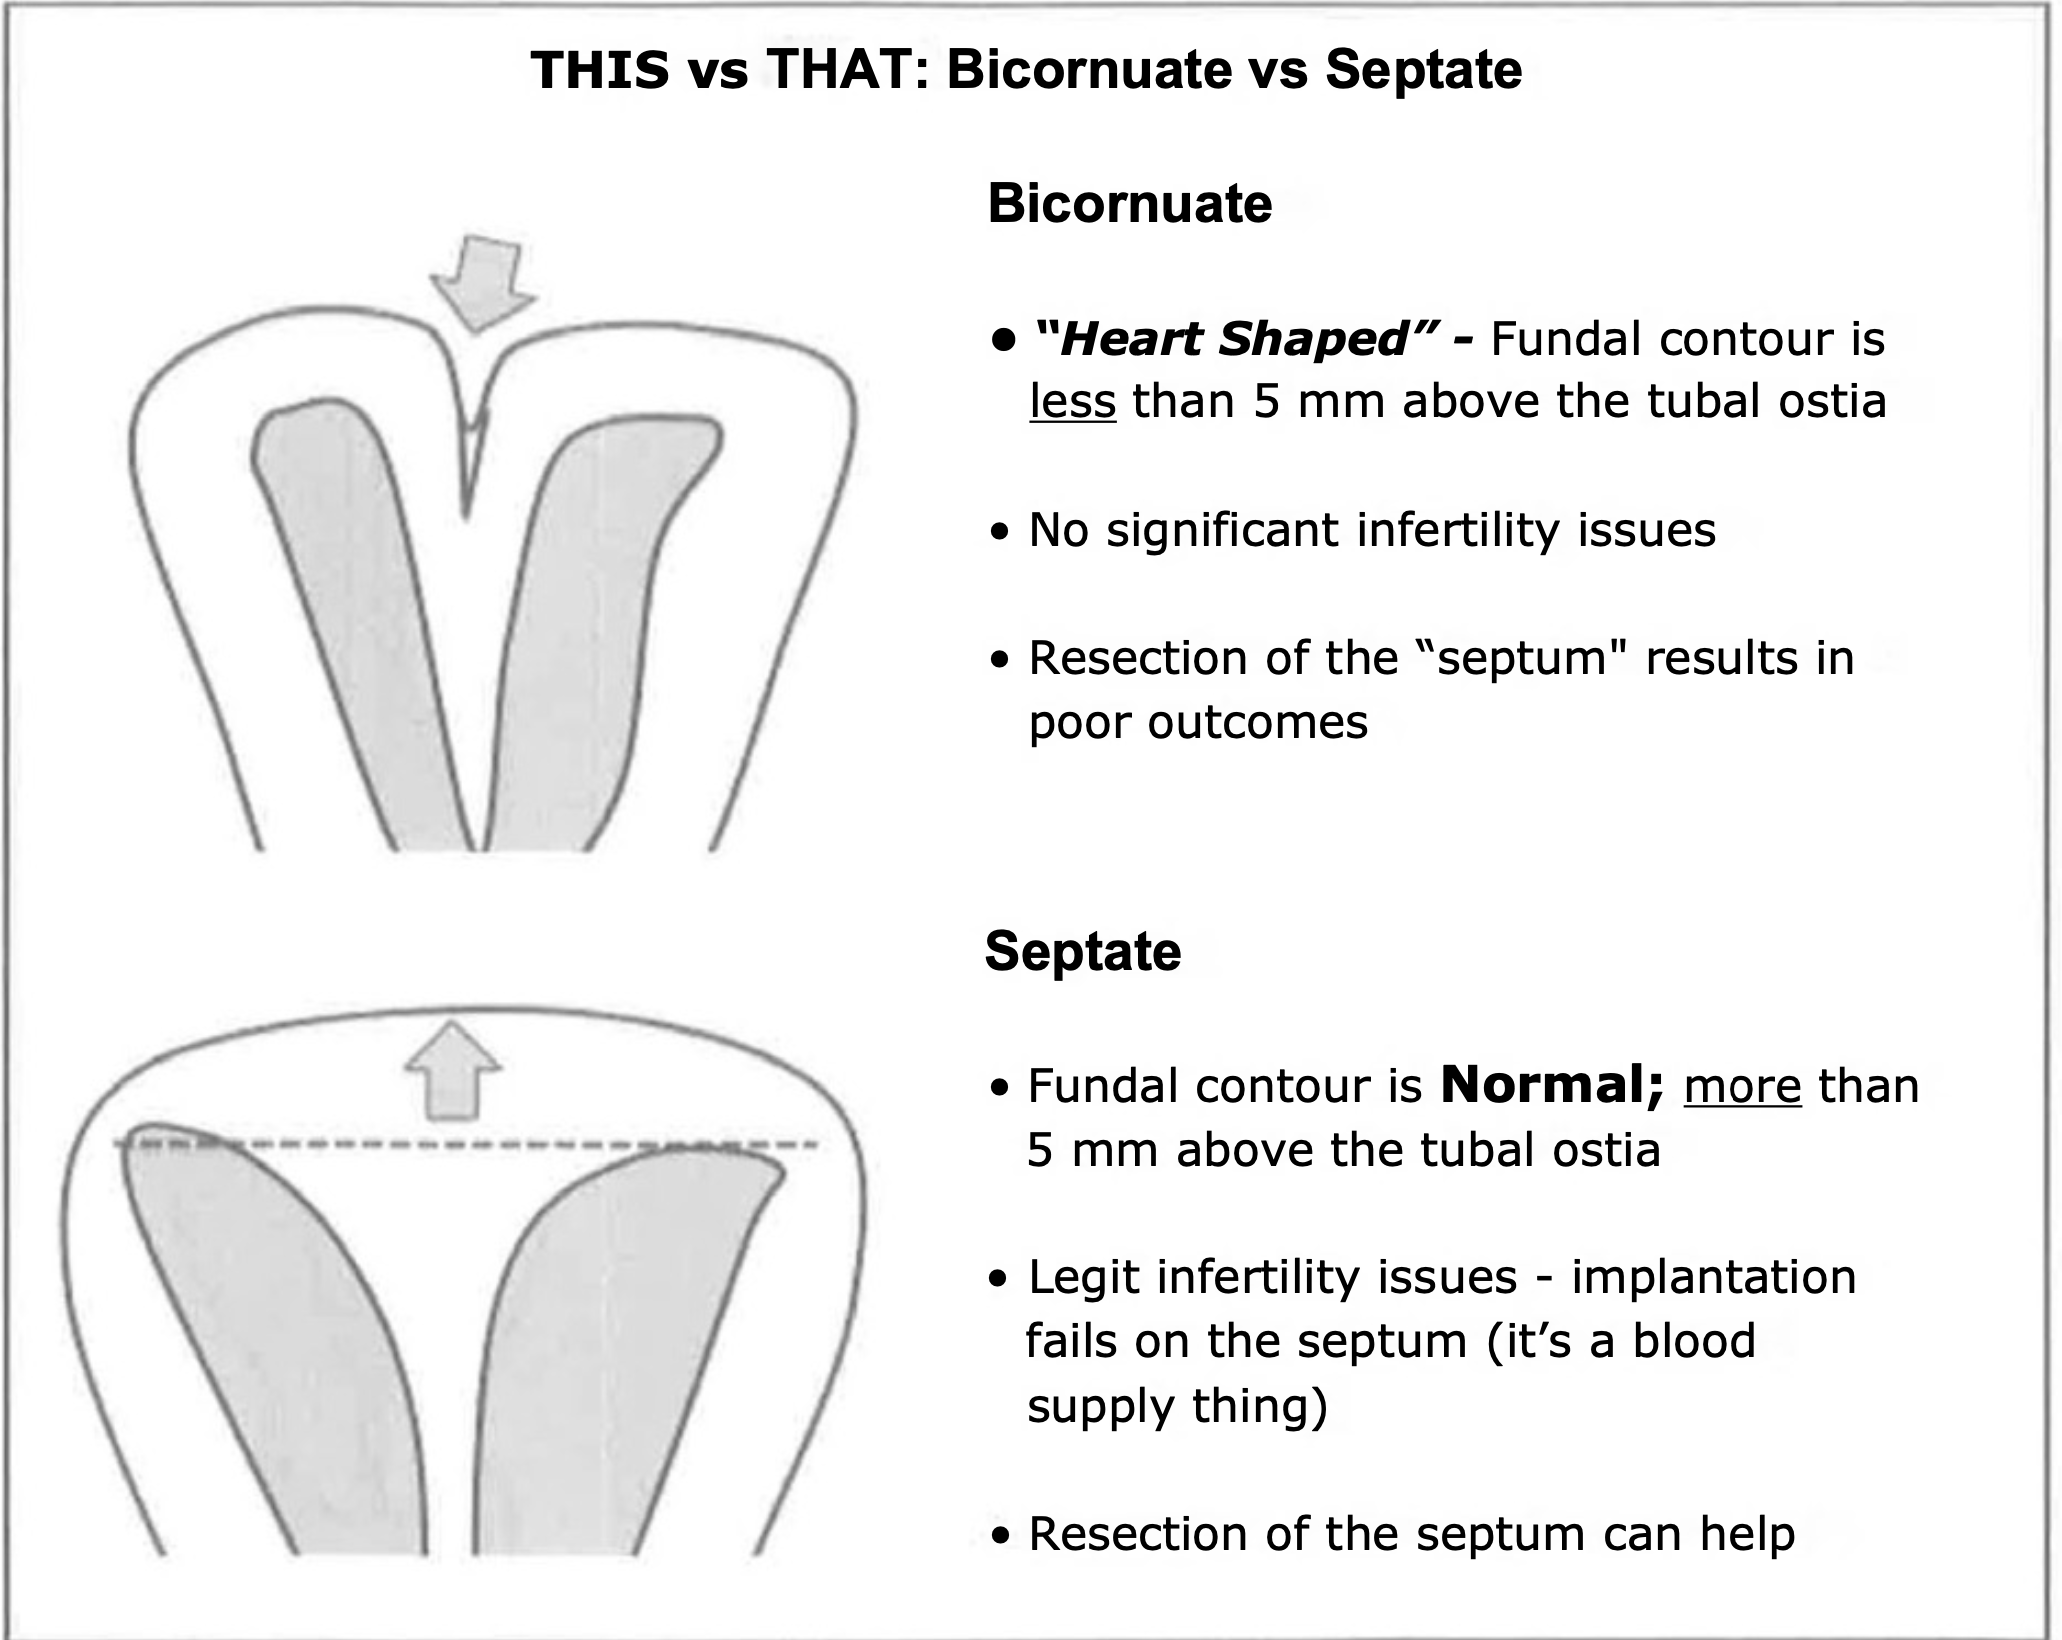 THIS vs THAT: Bicornuate vs Septate
Bicornuate
• “Heart Shaped” - Fundal contour is
less than 5 mm above the tubal ostia
• No significant infertility issues
• Resection of the “septum" results in
poor outcomes
Septate
• Fundal contour is Normal; more than
5 mm above the tubal ostia
• Legit infertility issues - implantation
fails on the septum (it’s a blood
supply thing)
• Resection of the septum can help